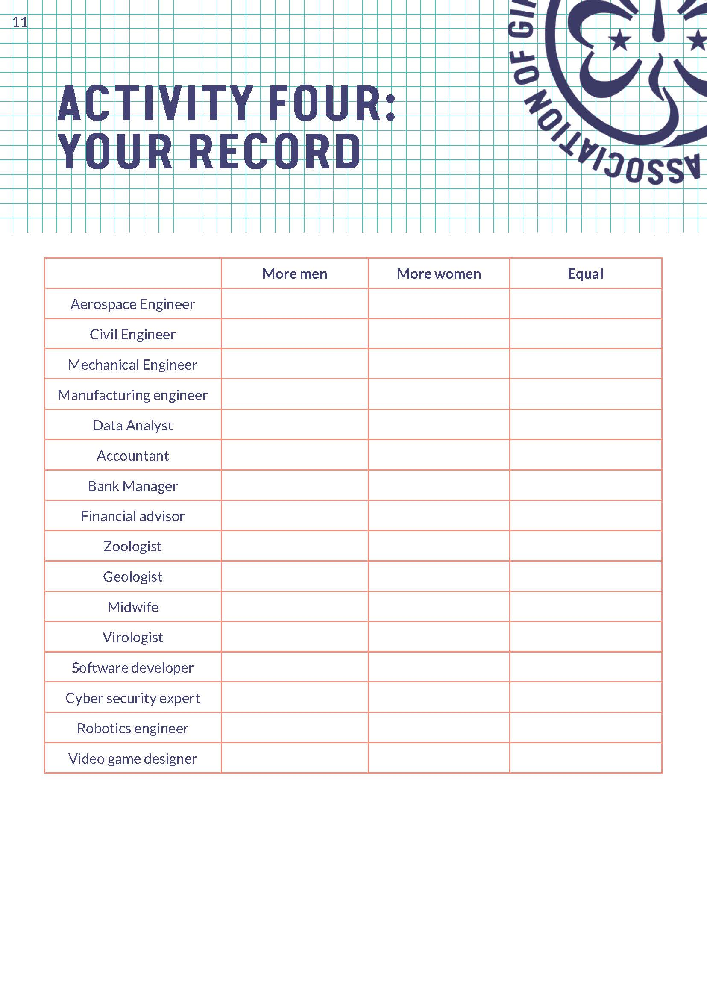 11
ASSOCIATION OF
ACTIVITY FOUR:
YOUR RECORD
More men More women Equal
Aerospace Engineer
Civil Engineer
Mechanical Engineer
Manufacturing engineer
Data Analyst
Accountant
Bank Manager
Financial advisor
Zoologist
Geologist
Midwife
Virologist
Software developer
Cyber security expert
Robotics engineer
Video game designer